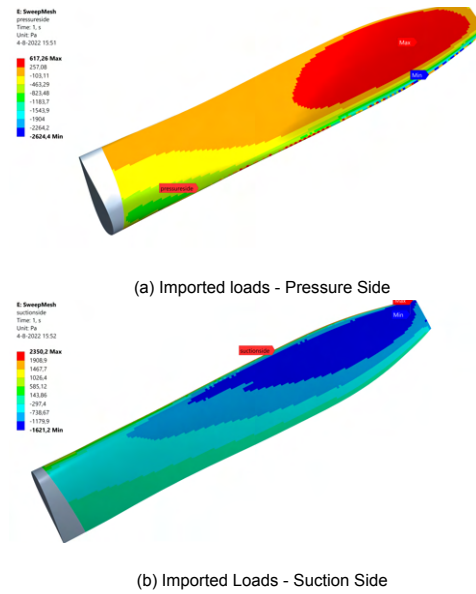 E: SweepMesh
pressureside
Time: 1, s
Unit: Pa
4-8-2022 15:51
617,26 Max
257,08
-103,11
-463,29
-823,48
-1183,7
-1543,9
-1904
-2264,2
-2624,4 Min
Max
Min
pressureside
(a) Imported loads - Pressure Side
E: SweepMesh
suctionside
Time: 1, s
Unit: Pa
4-8-2022 15:52
2350,2 Max
1908,9
1467,7
1026,4
585,12
143,86
-297,4
-738,67
-1179,9
-1621,2 Min
Min
suctionside
(b) Imported Loads - Suction Side